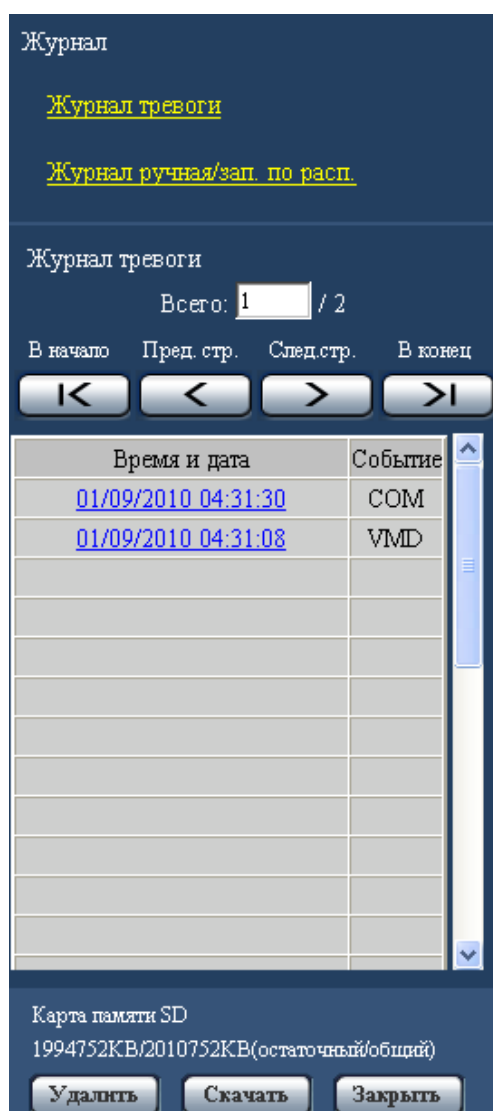 Журнал
Журнал тревоги
Журнал ручная/зап. по расп.
Журнал тревоги
Всего: 1 / 2
В начало Пред. стр. След.стр. В конец
Время и дата Событие
01/09/2010 04:31:30 COM
01/09/2010 04:31:08 VMD
Карта памяти SD
1994752KB/2010752KB(остаточный/общий)
Удалить Скачать Закрыть